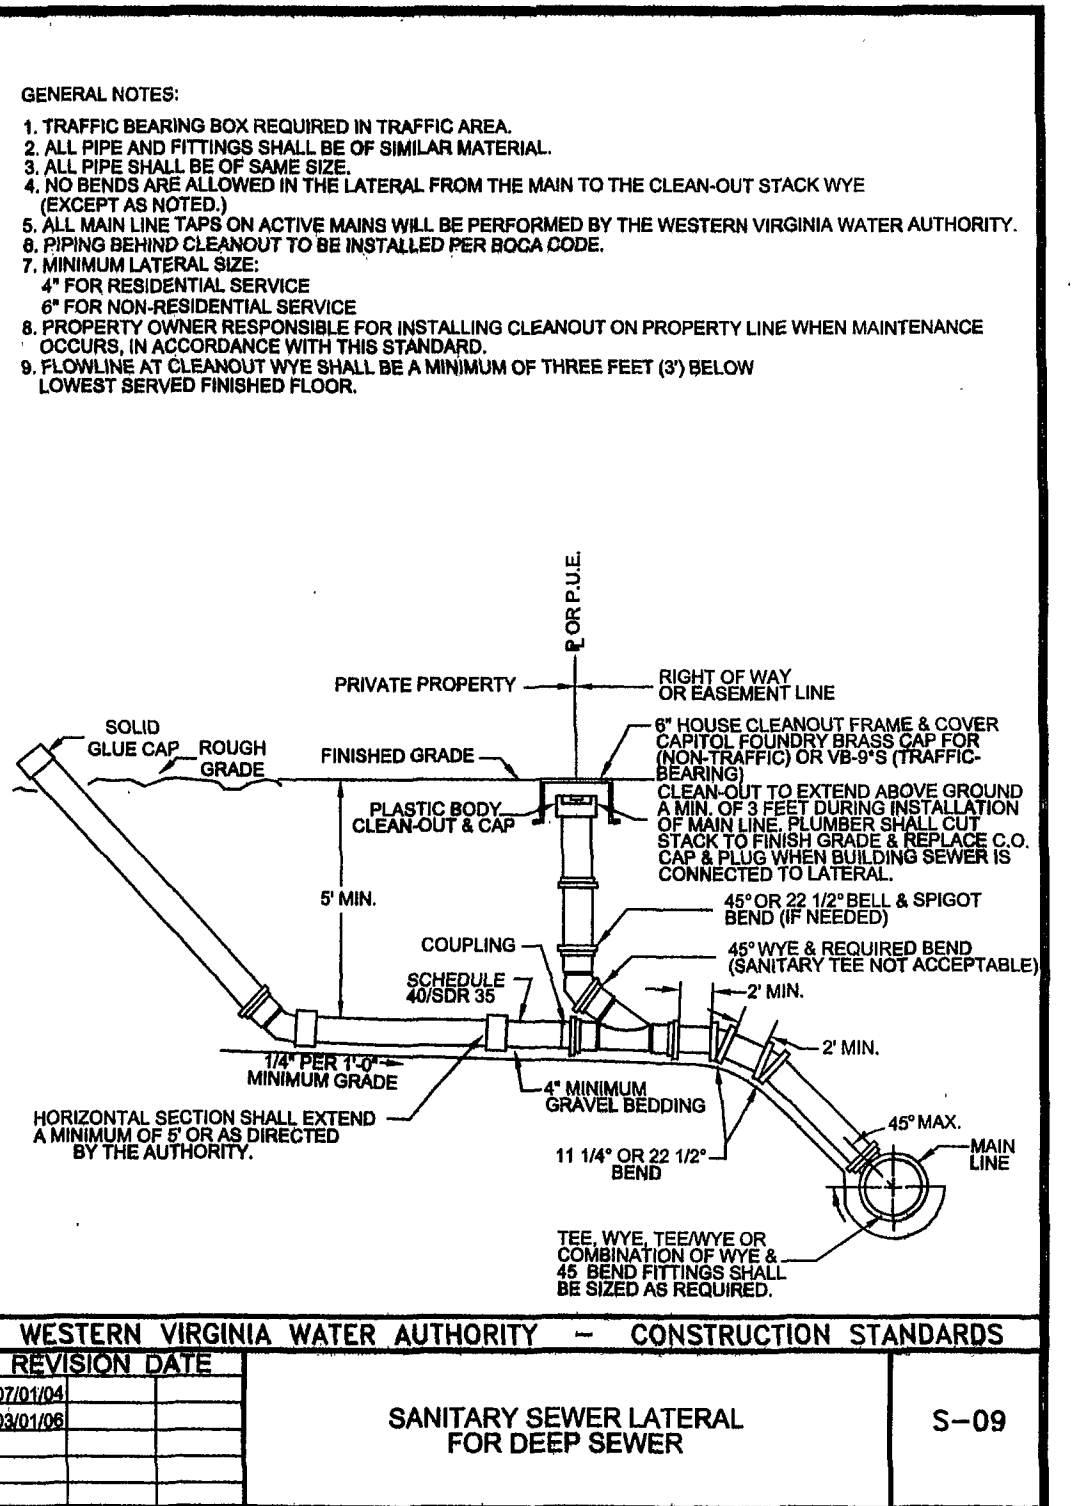 GENERAL NOTES:
1. TRAFFIC BEARING BOX REQUIRED IN TRAFFIC AREA.
2. ALL PIPE AND FITTINGS SHALL BE OF SIMILAR MATERIAL.
3. ALL PIPE SHALL BE OF SAME SIZE.
4. NO BENDS ARE ALLOWED IN THE LATERAL FROM THE MAIN TO THE CLEAN-OUT STACK WYE
(EXCEPT AS NOTED.)
5. ALL MAIN LINE TAPS ON ACTIVE MAINS WILL BE PERFORMED BY THE WESTERN VIRGINIA WATER AUTHORITY.
6. PIPING BEHIND CLEANOUT TO BE INSTALLED PER BOCA CODE.
7. MINIMUM LATERAL SIZE:
4" FOR RESIDENTIAL SERVICE
6" FOR NON-RESIDENTIAL SERVICE
8. PROPERTY OWNER RESPONSIBLE FOR INSTALLING CLEANOUT ON PROPERTY LINE WHEN MAINTENANCE
OCCURS, IN ACCORDANCE WITH THIS STANDARD.
9. FLOWLINE AT CLEANOUT WYE SHALL BE A MINIMUM OF THREE FEET (3') BELOW
LOWEST SERVED FINISHED FLOOR.
PL OR P.U.E.
PRIVATE PROPERTY
RIGHT OF WAY
OR EASEMENT LINE
SOLID
GLUE CAP
ROUGH
GRADE
FINISHED GRADE
6" HOUSE CLEANOUT FRAME & COVER
CAPITOL FOUNDRY BRASS CAP FOR
(NON-TRAFFIC) OR VB-9"S (TRAFFIC-
BEARING)
PLASTIC BODY
CLEAN-OUT & CAP
CLEAN-OUT TO EXTEND ABOVE GROUND
A MIN. OF 3 FEET DURING INSTALLATION
OF MAIN LINE. PLUMBER SHALL CUT
STACK TO FINISH GRADE & REPLACE C.O.
CAP & PLUG WHEN BUILDING SEWER IS
CONNECTED TO LATERAL.
5' MIN.
45° OR 22 1/2° BELL & SPIGOT
BEND (IF NEEDED)
COUPLING
45° WYE & REQUIRED BEND
(SANITARY TEE NOT ACCEPTABLE)
SCHEDULE
40/SDR 35
2' MIN.
2' MIN.
1/4" PER 1'-0"
MINIMUM GRADE
4" MINIMUM
GRAVEL BEDDING
HORIZONTAL SECTION SHALL EXTEND
A MINIMUM OF 5' OR AS DIRECTED
BY THE AUTHORITY.
45° MAX.
MAIN
LINE
11 1/4° OR 22 1/2°
BEND
TEE, WYE, TEE/WYE OR
COMBINATION OF WYE &
45 BEND FITTINGS SHALL
BE SIZED AS REQUIRED.
WESTERN VIRGINIA WATER AUTHORITY - CONSTRUCTION STANDARDS
REVISION DATE
07/01/04
03/01/06
SANITARY SEWER LATERAL
FOR DEEP SEWER
S-09